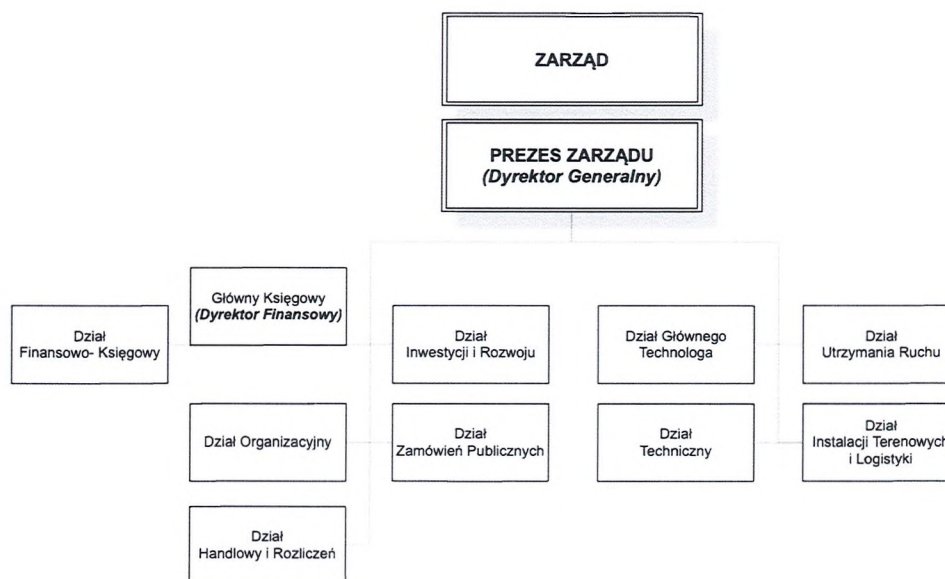 ZARZĄD
PREZES ZARZĄDU
(Dyrektor Generalny)
Główny Księgowy
(Dyrektor Finansowy)
Dział
Finansowo- Księgowy
Dział
Inwestycji i Rozwoju
Dział Głównego
Technologa
Dział
Utrzymania Ruchu
Dział Organizacyjny
Dział
Zamówień Publicznych
Dział
Techniczny
Dział
Instalacji Terenowych
i Logistyki
Dział
Handlowy i Rozliczeń